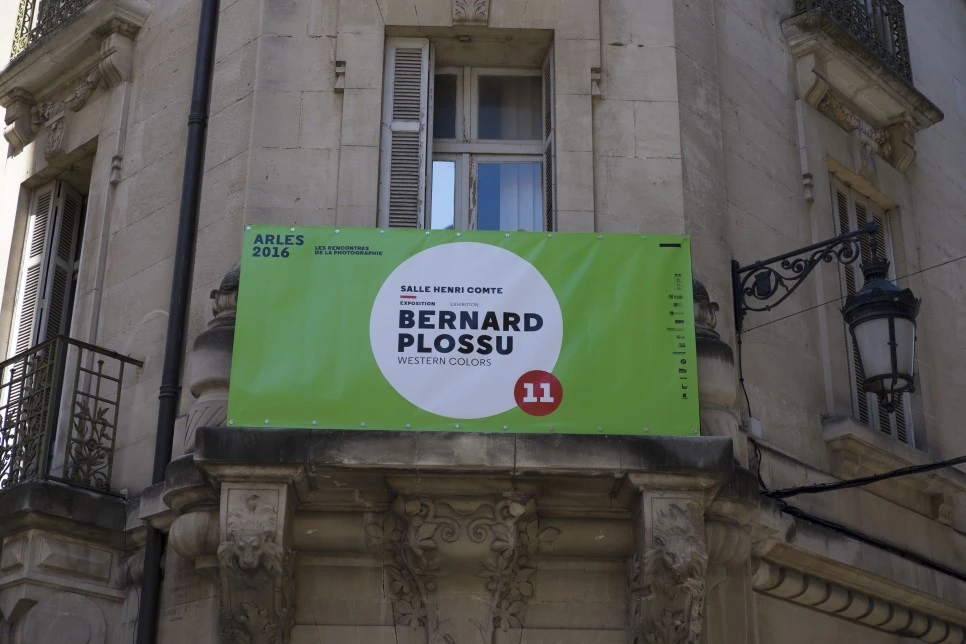 ARLES
2016
LES RENCONTRES
DE LA PHOTOGRAPHIE
SALLE HENRI COMTE
EXPOSITION EXHIBITION
BERNARD
PLOSSU
WESTERN COLORS
11